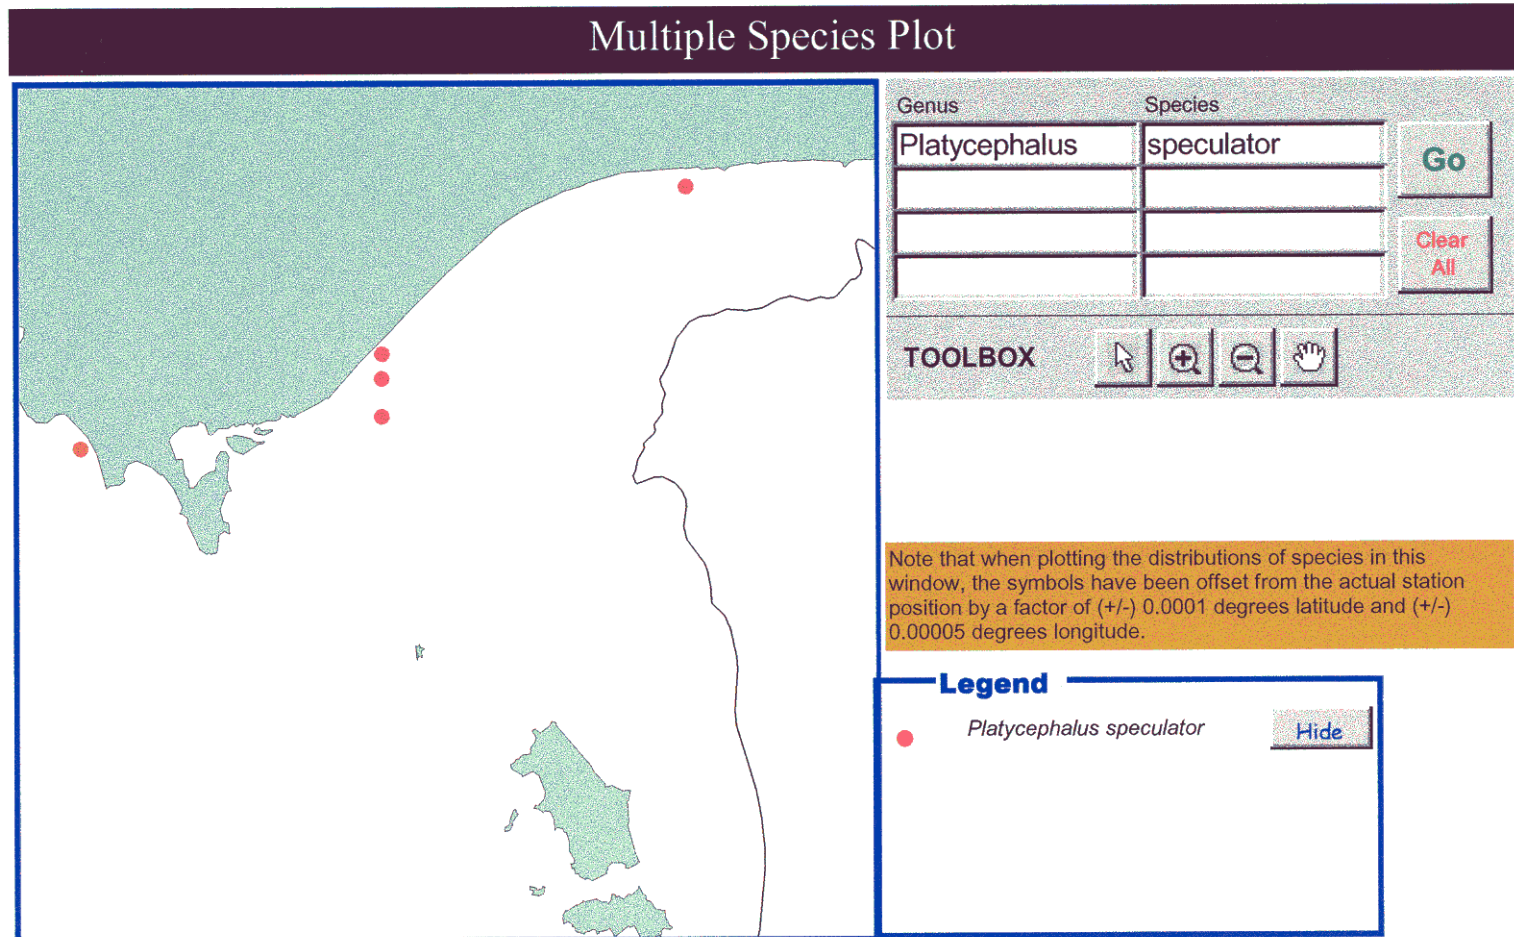 Multiple Species Plot
Genus Species
Platycephalus speculator
Go
Clear
All
TOOLBOX
Note that when plotting the distributions of species in this
window, the symbols have been offset from the actual station
position by a factor of (+/-) 0.0001 degrees latitude and (+/-)
0.00005 degrees longitude.
Legend
Platycephalus speculator
Hide